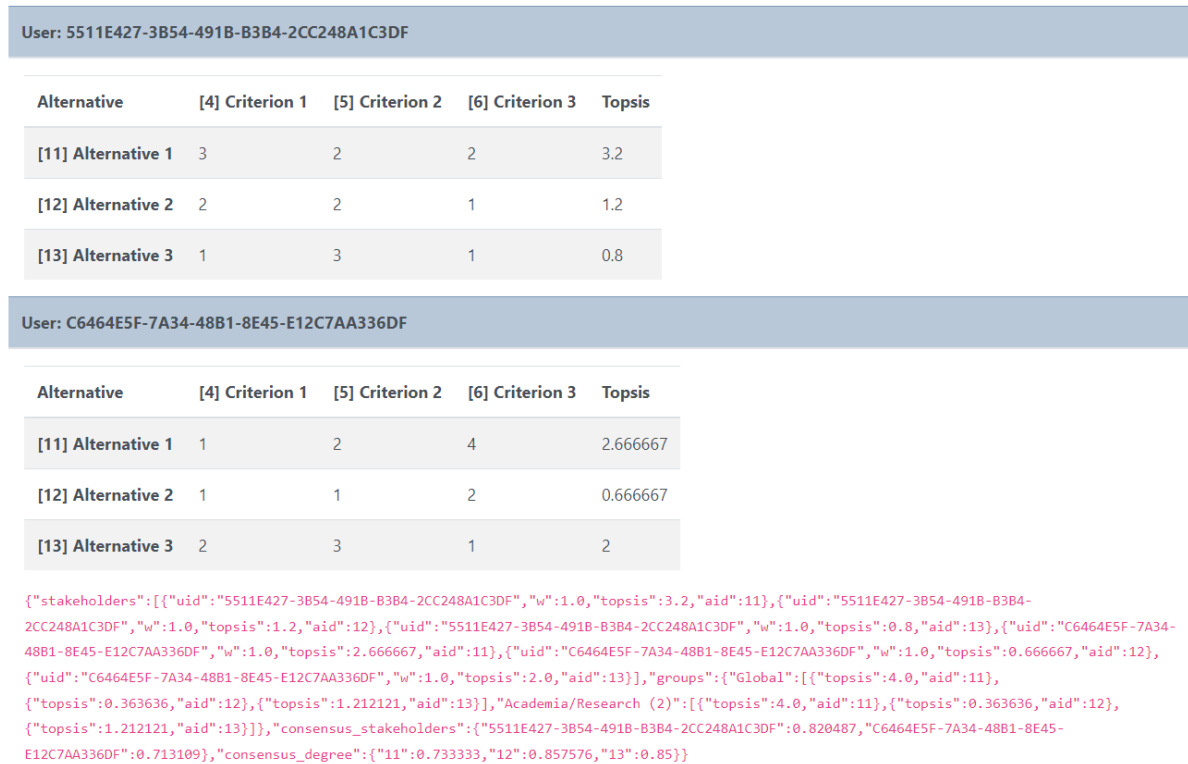 User: 5511E427-3B54-491B-B3B4-2CC248A1C3DF
Alternative [4] Criterion 1 [5] Criterion 2 [6] Criterion 3 Topsis
[11] Alternative 1 3 2 2 3.2
[12] Alternative 2 2 2 1 1.2
[13] Alternative 3 1 3 1 0.8
User: C6464E5F-7A34-48B1-8E45-E12C7AA336DF
Alternative [4] Criterion 1 [5] Criterion 2 [6] Criterion 3 Topsis
[11] Alternative 1 1 2 4 2.666667
[12] Alternative 2 1 1 2 0.666667
[13] Alternative 3 2 3 1 2
{"stakeholders":[{"uid":"5511E427-3B54-491B-B3B4-2CC248A1C3DF","w":1.0,"topsis":3.2,"aid":11},{"uid":"5511E427-3B54-491B-B3B4-
2CC248A1C3DF","w":1.0,"topsis":1.2,"aid":12},{"uid":"5511E427-3B54-491B-B3B4-2CC248A1C3DF","w":1.0,"topsis":0.8,"aid":13},{"uid":"C6464E5F-7A34-
48B1-8E45-E12C7AA336DF","w":1.0,"topsis":2.666667,"aid":11},{"uid":"C6464E5F-7A34-48B1-8E45-E12C7AA336DF","w":1.0,"topsis":0.666667,"aid":12},
{"uid":"C6464E5F-7A34-48B1-8E45-E12C7AA336DF","w":1.0,"topsis":2.0,"aid":13}],"groups":{"Global":[{"topsis":4.0,"aid":11},
{"topsis":0.363636,"aid":12},{"topsis":1.212121,"aid":13}],"Academia/Research (2)":[{"topsis":4.0,"aid":11},{"topsis":0.363636,"aid":12},
{"topsis":1.212121,"aid":13}]},"consensus_stakeholders":{"5511E427-3B54-491B-B3B4-2CC248A1C3DF":0.820487,"C6464E5F-7A34-48B1-8E45-
E12C7AA336DF":0.713109},"consensus_degree":{"11":0.733333,"12":0.857576,"13":0.85}}